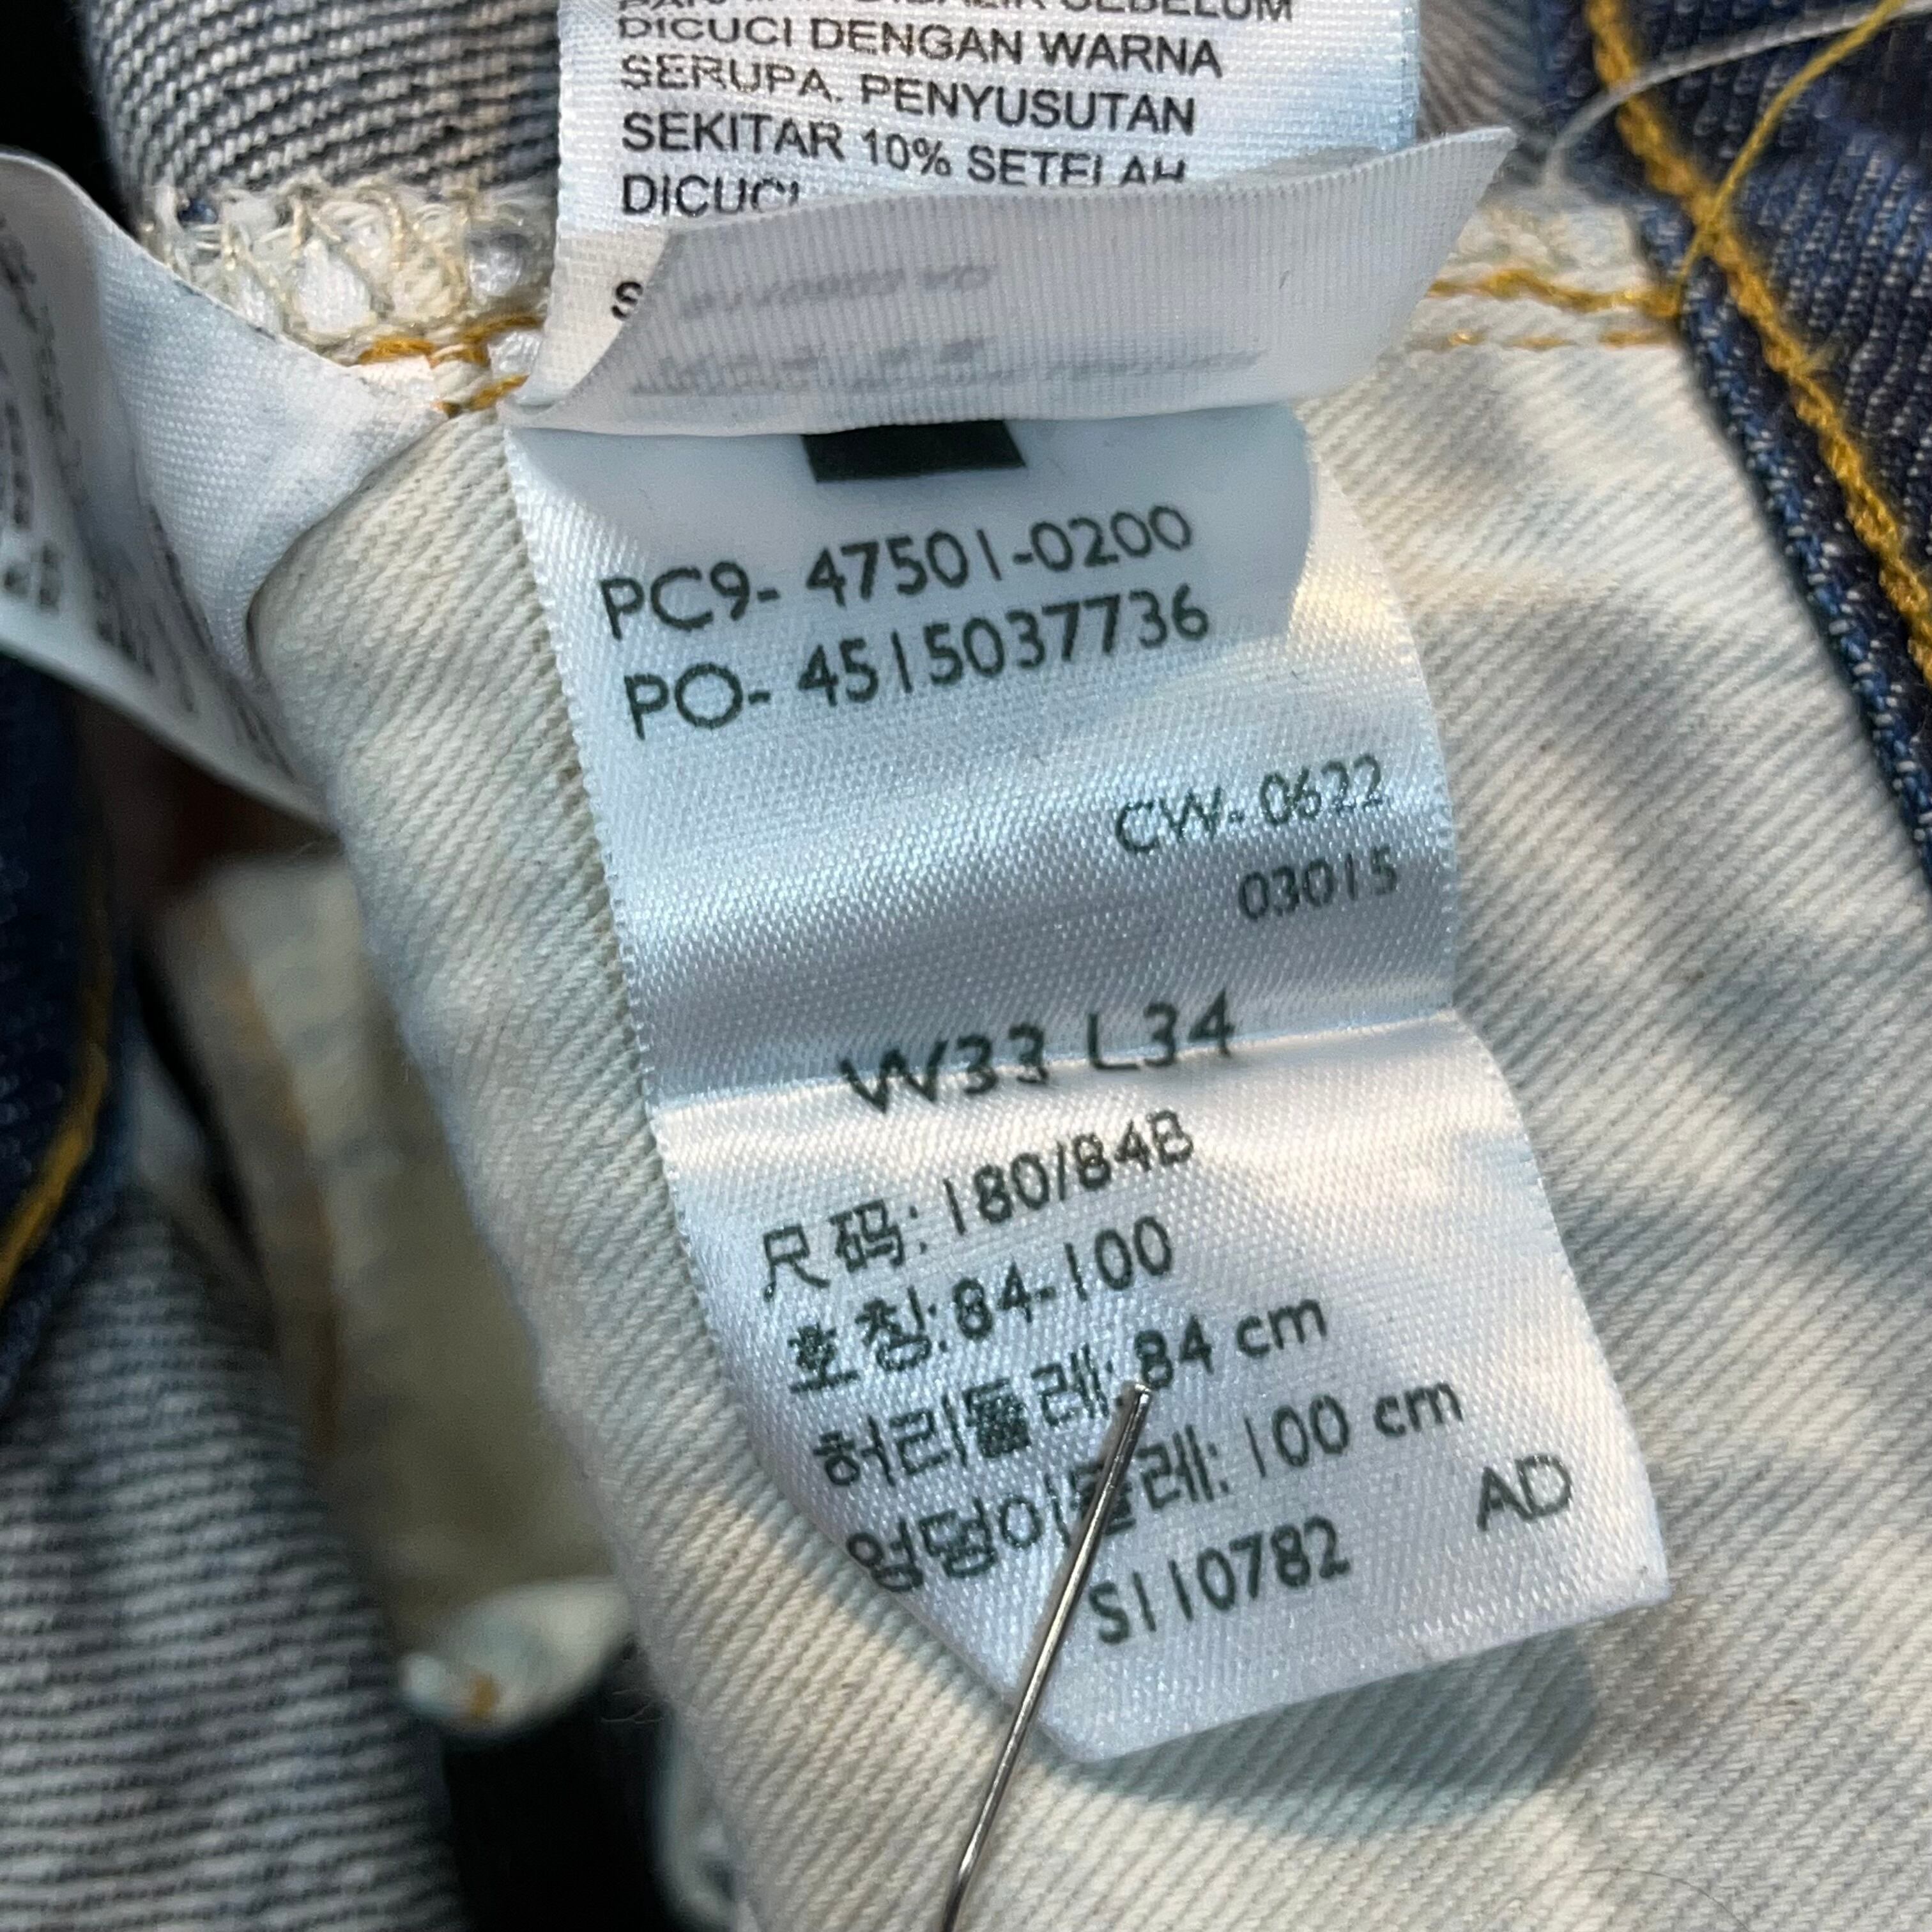 DIBALIK SEBELUM
DICUCI DENGAN WARNA
SERUPA. PENYUSUTAN
SEKITAR 10% SETELAH
DICUCI
S
PC9- 47501-0200
PO- 4515037736
CW- 0622
03015
W33 L34
尺码: 180/84B
호칭: 84-100
허리둘레: 84 cm
엉덩이둘레: 100 cm
AD
S110782